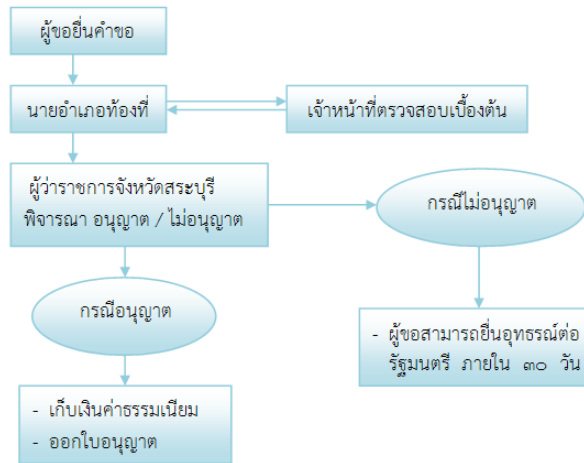 ผู้ขอยื่นคำขอ
นายอำเภอท้องที่
เจ้าหน้าที่ตรวจสอบเบื้องต้น
ผู้ว่าราชการจังหวัดสระบุรี
พิจารณา อนุญาต / ไม่อนุญาต
กรณีไม่อนุญาต
กรณีอนุญาต
- ผู้ขอสามารถยื่นอุทธรณ์ต่อ
รัฐมนตรี ภายใน ๓๐ วัน
- เก็บเงินค่าธรรมเนียม
- ออกใบอนุญาต